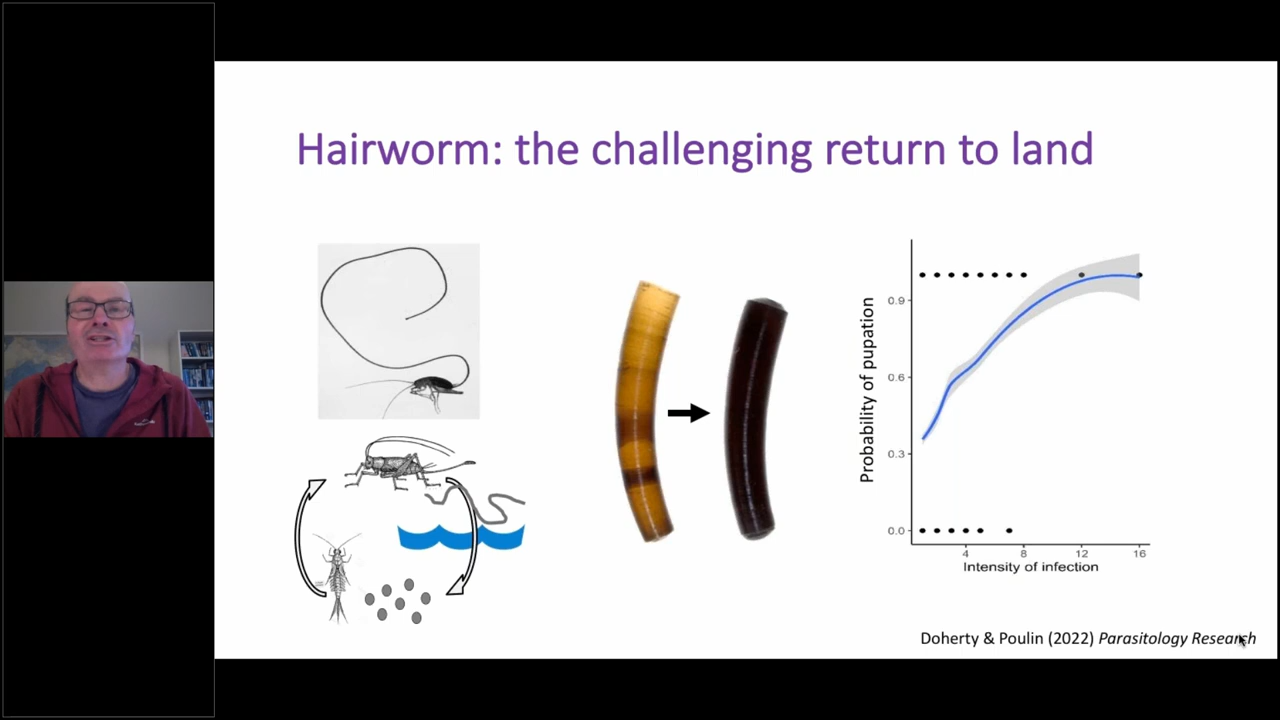 Hairworm: the challenging return to land
Probability of pupation
0.9
0.6
0.3
0.0
4 8 12 16
Intensity of infection
Doherty & Poulin (2022) Parasitology Research